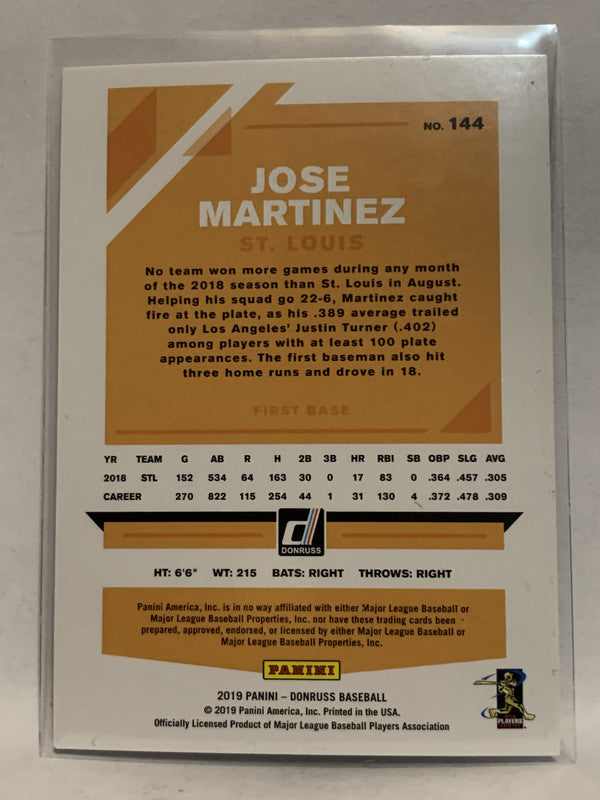 NO. 144
JOSE
MARTINEZ
ST. LOUIS
No team won more games during any month
of the 2018 season than St. Louis in August.
Helping his squad go 22-6, Martinez caught
fire at the plate, as his .389 average trailed
only Los Angeles' Justin Turner (.402)
among players with at least 100 plate
appearances. The first baseman also hit
three home runs and drove in 18.
FIRST BASE
YR TEAM G AB R H 2B 3B HR RBI SB OBP SLG AVG
2018 STL 152 534 64 163 30 0 17 83 0 .364 .457 .305
CAREER 270 822 115 254 44 1 31 130 4 .372 .478 .309
d
DONRUSS
HT: 6'6" WT: 215 BATS: RIGHT THROWS: RIGHT
Panini America, Inc. is in no way affiliated with either Major League Baseball or
Major League Baseball Properties, Inc. nor have these trading cards been
prepared, approved, endorsed, or licensed by either Major League Baseball or
Major League Baseball Properties, Inc.
PANINI
2019 PANINI – DONRUSS BASEBALL
© 2019 Panini America, Inc. Printed in the USA.
Officially Licensed Product of Major League Baseball Players Association
PLAYERS